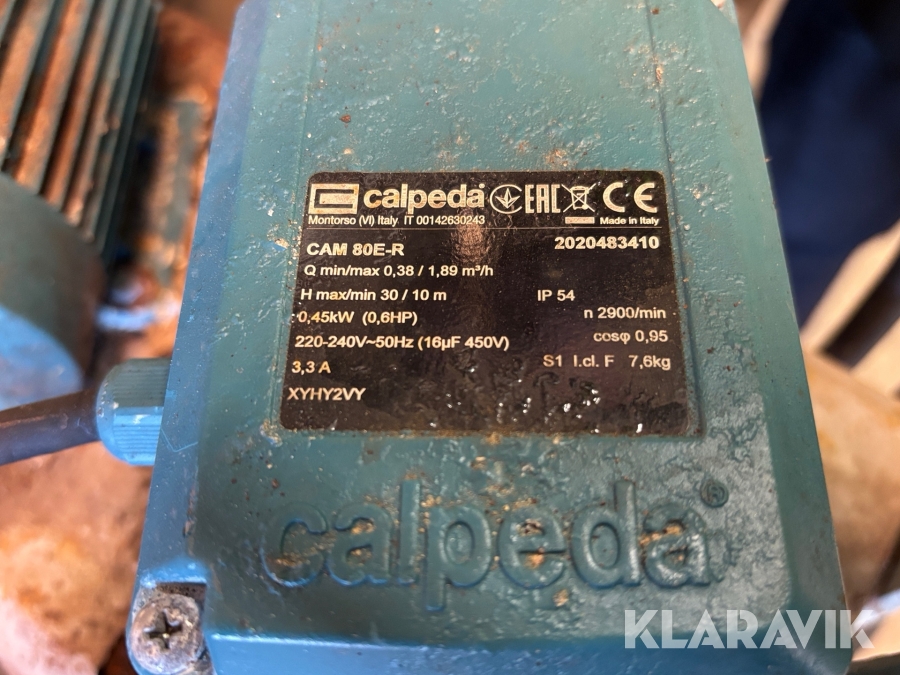 calpeda EAC CE
Montorso (VI) Italy IT 00142630243 Made in Italy
CAM 80E-R 2020483410
Q min/max 0,38 / 1,89 m³/h
H max/min 30 / 10 m IP 54 n 2900/min
0,45kW (0,6HP) cosφ 0,95
220-240V~50Hz (16µF 450V) S1 I.cl. F 7,6kg
3,3 A
XYHY2VY
calpeda®
KLARAVIK